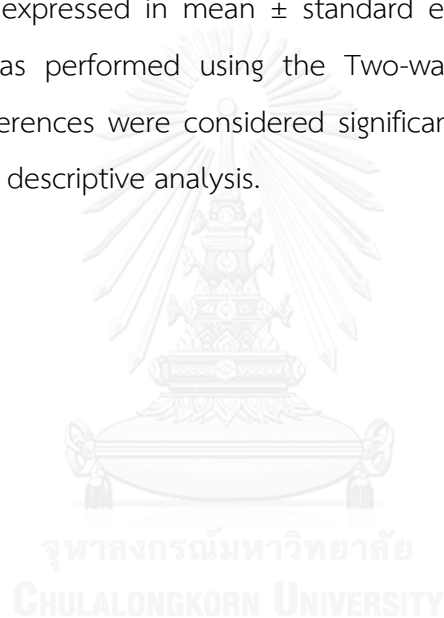 expressed in mean ± standard e
as performed using the Two-wa
erences were considered significan
descriptive analysis.
จุฬาลงกรณ์มหาวิทยาลัย
CHULALONGKORN UNIVERSITY